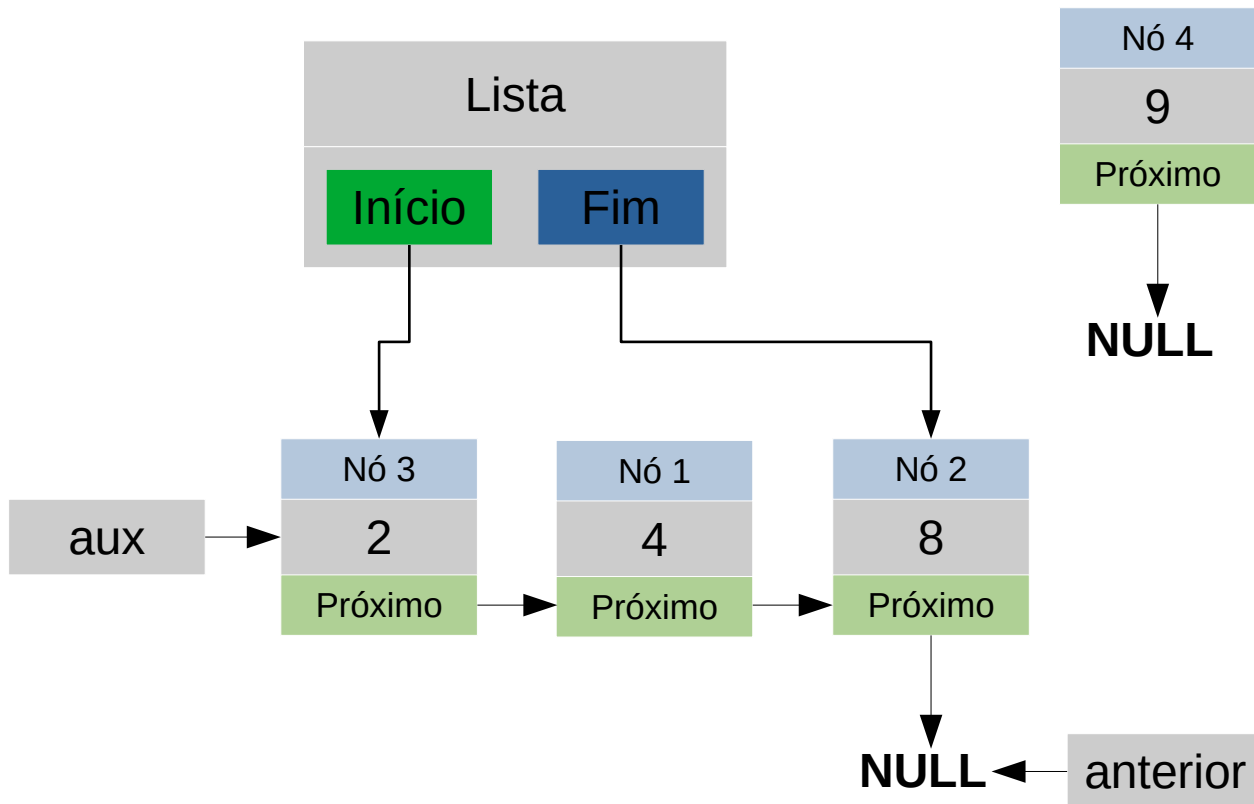 Lista
Início
Fim
Nó 4
9
Próximo
NULL
aux
Nó 3
2
Próximo
Nó 1
4
Próximo
Nó 2
8
Próximo
NULL
anterior